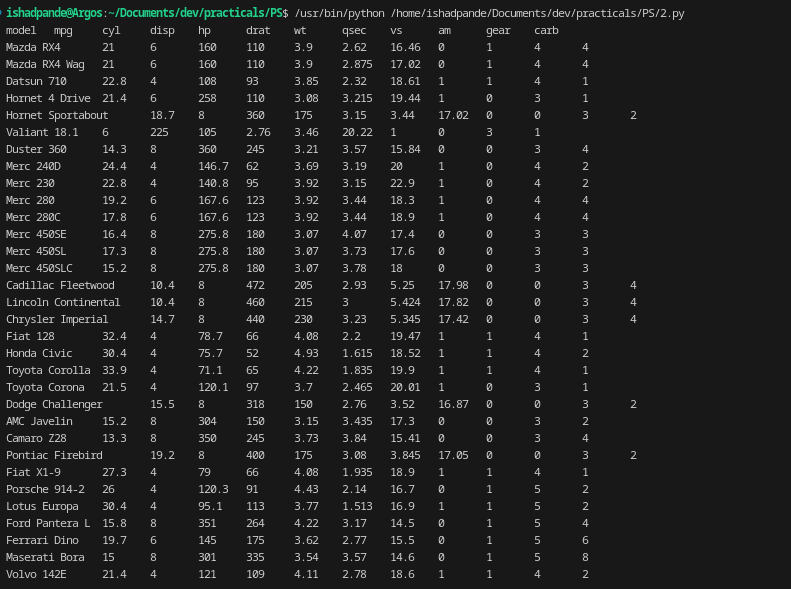 ishadpande@Argos:~/Documents/dev/practicals/PS$ /usr/bin/python /home/ishadpande/Documents/dev/practicals/PS/2.py
model mpg cyl disp hp drat wt qsec vs am gear carb
Mazda RX4 21 6 160 110 3.9 2.62 16.46 0 1 4 4
Mazda RX4 Wag 21 6 160 110 3.9 2.875 17.02 0 1 4 4
Datsun 710 22.8 4 108 93 3.85 2.32 18.61 1 1 4 1
Hornet 4 Drive 21.4 6 258 110 3.08 3.215 19.44 1 0 3 1
Hornet Sportabout 18.7 8 360 175 3.15 3.44 17.02 0 0 3 2
Valiant 18.1 6 225 105 2.76 3.46 20.22 1 0 3 1
Duster 360 14.3 8 360 245 3.21 3.57 15.84 0 0 3 4
Merc 240D 24.4 4 146.7 62 3.69 3.19 20 1 0 4 2
Merc 230 22.8 4 140.8 95 3.92 3.15 22.9 1 0 4 2
Merc 280 19.2 6 167.6 123 3.92 3.44 18.3 1 0 4 4
Merc 280C 17.8 6 167.6 123 3.92 3.44 18.9 1 0 4 4
Merc 450SE 16.4 8 275.8 180 3.07 4.07 17.4 0 0 3 3
Merc 450SL 17.3 8 275.8 180 3.07 3.73 17.6 0 0 3 3
Merc 450SLC 15.2 8 275.8 180 3.07 3.78 18 0 0 3 3
Cadillac Fleetwood 10.4 8 472 205 2.93 5.25 17.98 0 0 3 4
Lincoln Continental 10.4 8 460 215 3 5.424 17.82 0 0 3 4
Chrysler Imperial 14.7 8 440 230 3.23 5.345 17.42 0 0 3 4
Fiat 128 32.4 4 78.7 66 4.08 2.2 19.47 1 1 4 1
Honda Civic 30.4 4 75.7 52 4.93 1.615 18.52 1 1 4 2
Toyota Corolla 33.9 4 71.1 65 4.22 1.835 19.9 1 1 4 1
Toyota Corona 21.5 4 120.1 97 3.7 2.465 20.01 1 0 3 1
Dodge Challenger 15.5 8 318 150 2.76 3.52 16.87 0 0 3 2
AMC Javelin 15.2 8 304 150 3.15 3.435 17.3 0 0 3 2
Camaro Z28 13.3 8 350 245 3.73 3.84 15.41 0 0 3 4
Pontiac Firebird 19.2 8 400 175 3.08 3.845 17.05 0 0 3 2
Fiat X1-9 27.3 4 79 66 4.08 1.935 18.9 1 1 4 1
Porsche 914-2 26 4 120.3 91 4.43 2.14 16.7 0 1 5 2
Lotus Europa 30.4 4 95.1 113 3.77 1.513 16.9 1 1 5 2
Ford Pantera L 15.8 8 351 264 4.22 3.17 14.5 0 1 5 4
Ferrari Dino 19.7 6 145 175 3.62 2.77 15.5 0 1 5 6
Maserati Bora 15 8 301 335 3.54 3.57 14.6 0 1 5 8
Volvo 142E 21.4 4 121 109 4.11 2.78 18.6 1 1 4 2